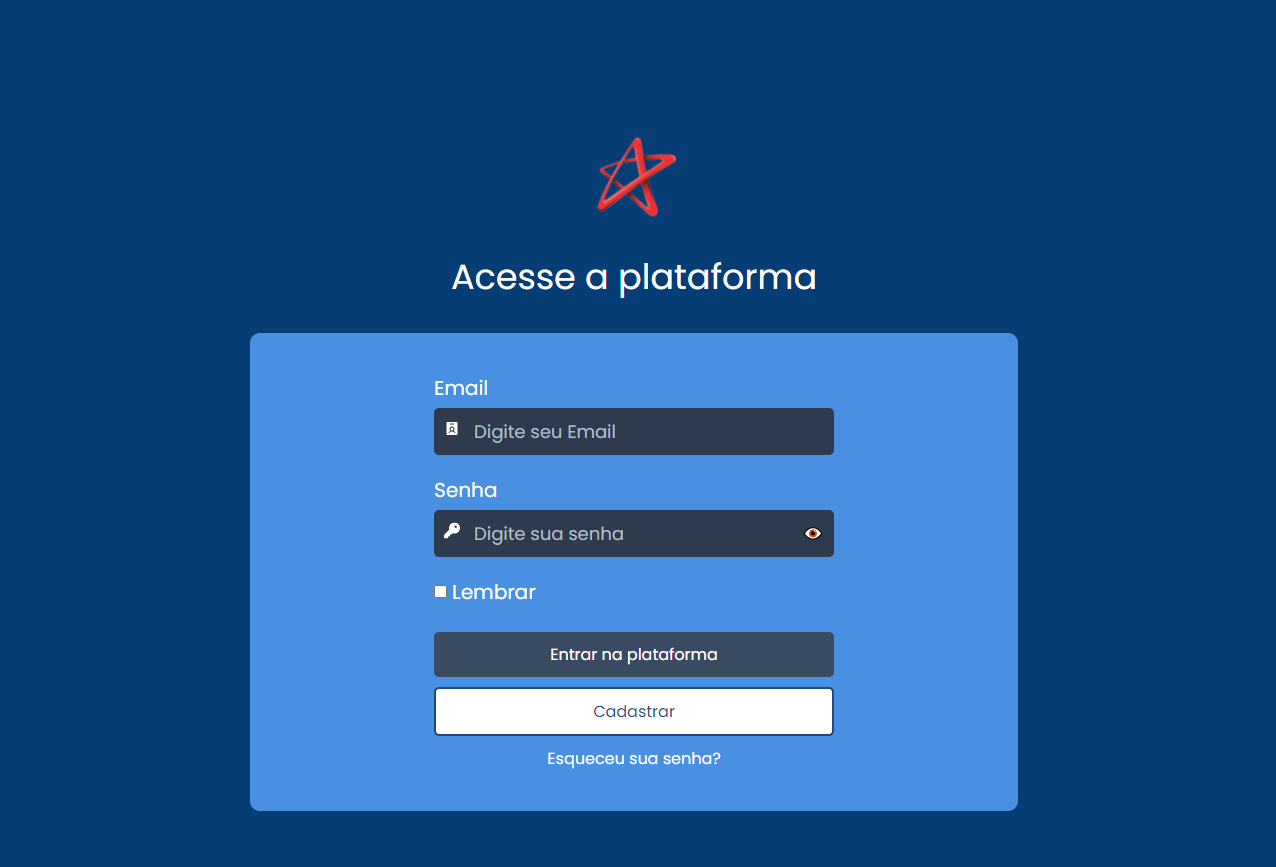 Acesse a plataforma
Email
Digite seu Email
Senha
Digite sua senha
Lembrar
Entrar na plataforma
Cadastrar
Esqueceu sua senha?